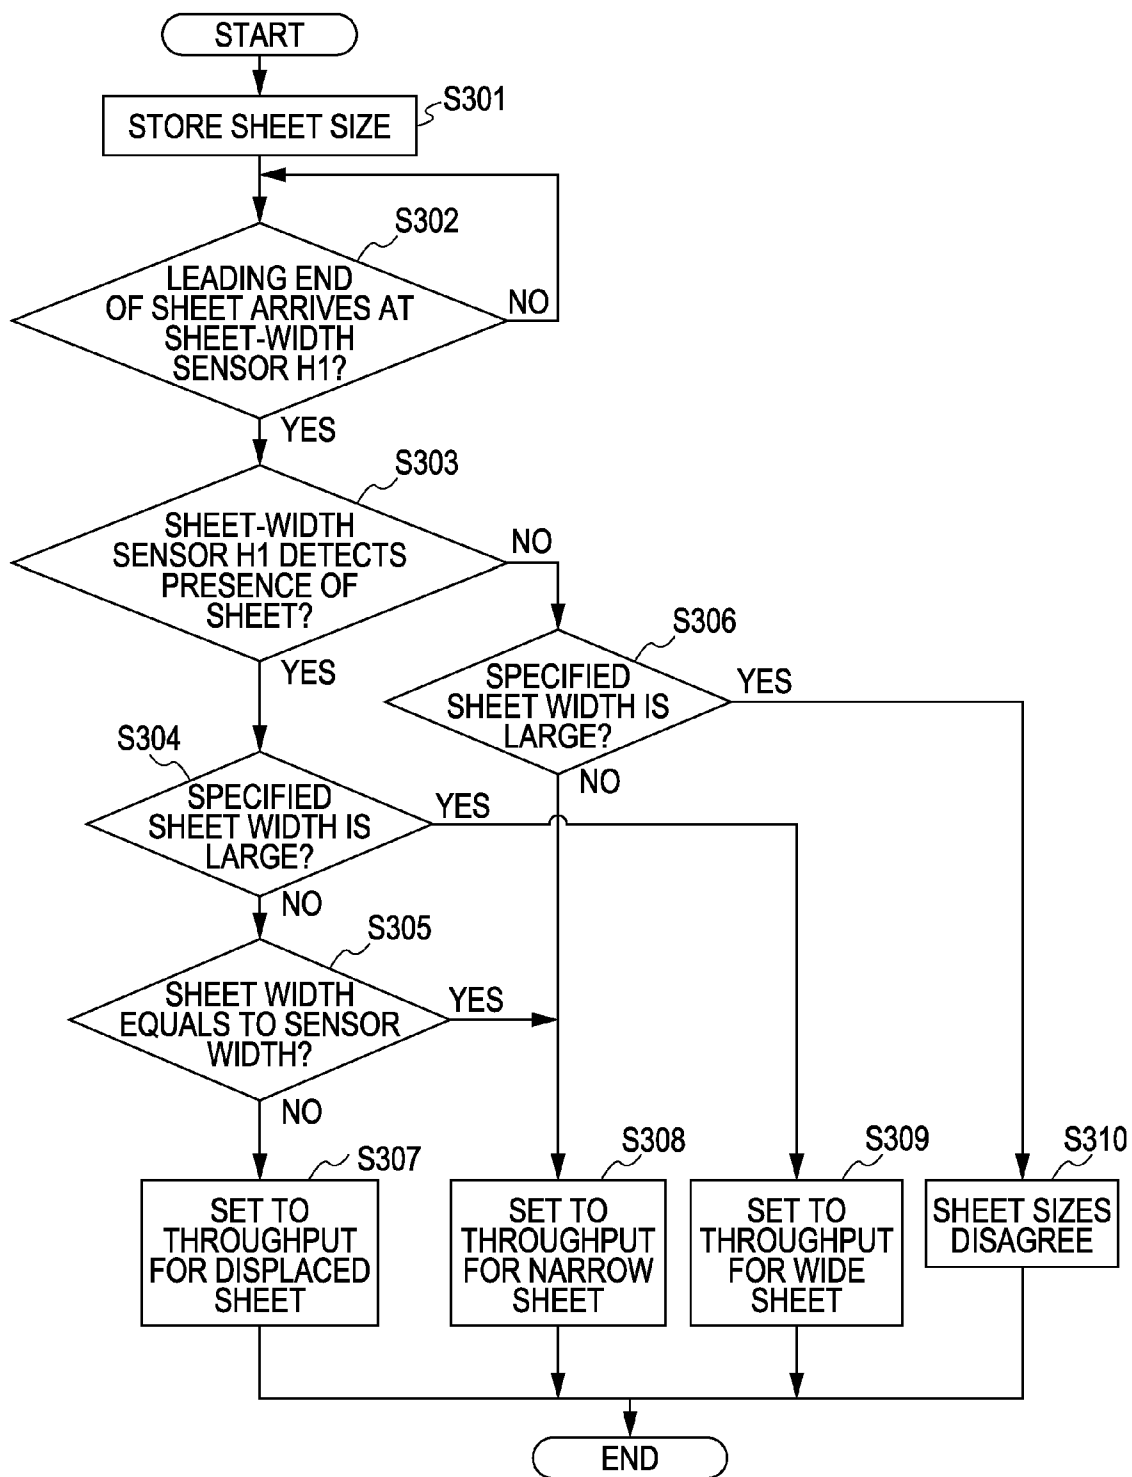 START
S301
STORE SHEET SIZE
S302
LEADING END
OF SHEET ARRIVES AT
SHEET-WIDTH
SENSOR H1?
NO
YES
S303
SHEET-WIDTH
SENSOR H1 DETECTS
PRESENCE OF
SHEET?
NO
YES
S306
SPECIFIED
SHEET WIDTH IS
LARGE?
YES
NO
S304
SPECIFIED
SHEET WIDTH IS
LARGE?
YES
NO
S305
SHEET WIDTH
EQUALS TO SENSOR
WIDTH?
YES
NO
S307
SET TO
THROUGHPUT
FOR DISPLACED
SHEET
S308
SET TO
THROUGHPUT
FOR NARROW
SHEET
S309
SET TO
THROUGHPUT
FOR WIDE
SHEET
S310
SHEET SIZES
DISAGREE
END